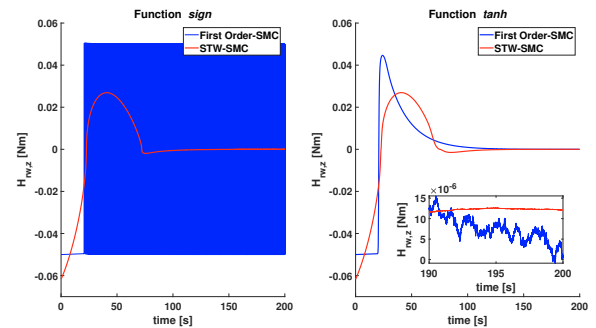 Function sign
First Order-SMC
STW-SMC
0.06
0.04
0.02
0
-0.02
-0.04
-0.06
H_rw,z [Nm]
0 50 100 150 200
time [s]
Function tanh
First Order-SMC
STW-SMC
0.06
0.04
0.02
0
-0.02
-0.04
-0.06
H_rw,z [Nm]
×10^-6
15
10
5
0
H_rw,z [Nm]
190 195 200
time [s]
0 50 100 150 200
time [s]